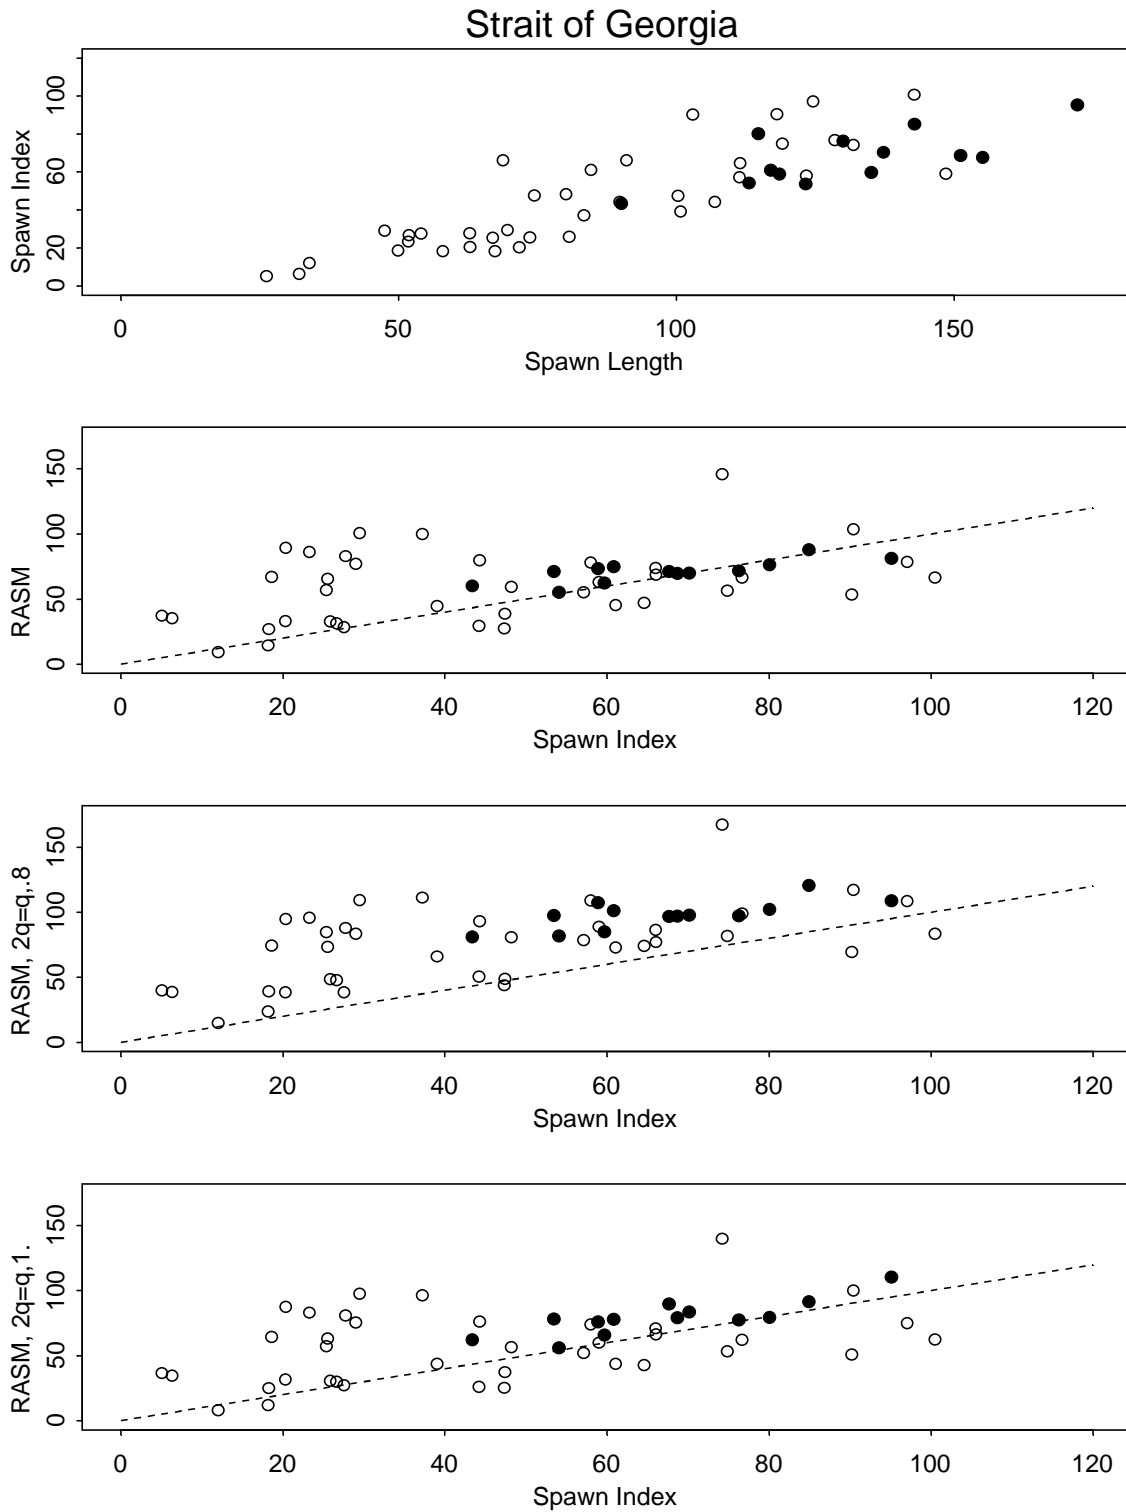 Strait of Georgia
Spawn Index
100
60
20
0
0 50 100 150
Spawn Length
RASM
150
100
50
0
0 20 40 60 80 100 120
Spawn Index
RASM, 2q=q,.8
150
100
50
0
0 20 40 60 80 100 120
Spawn Index
RASM, 2q=q,1.
150
100
50
0
0 20 40 60 80 100 120
Spawn Index